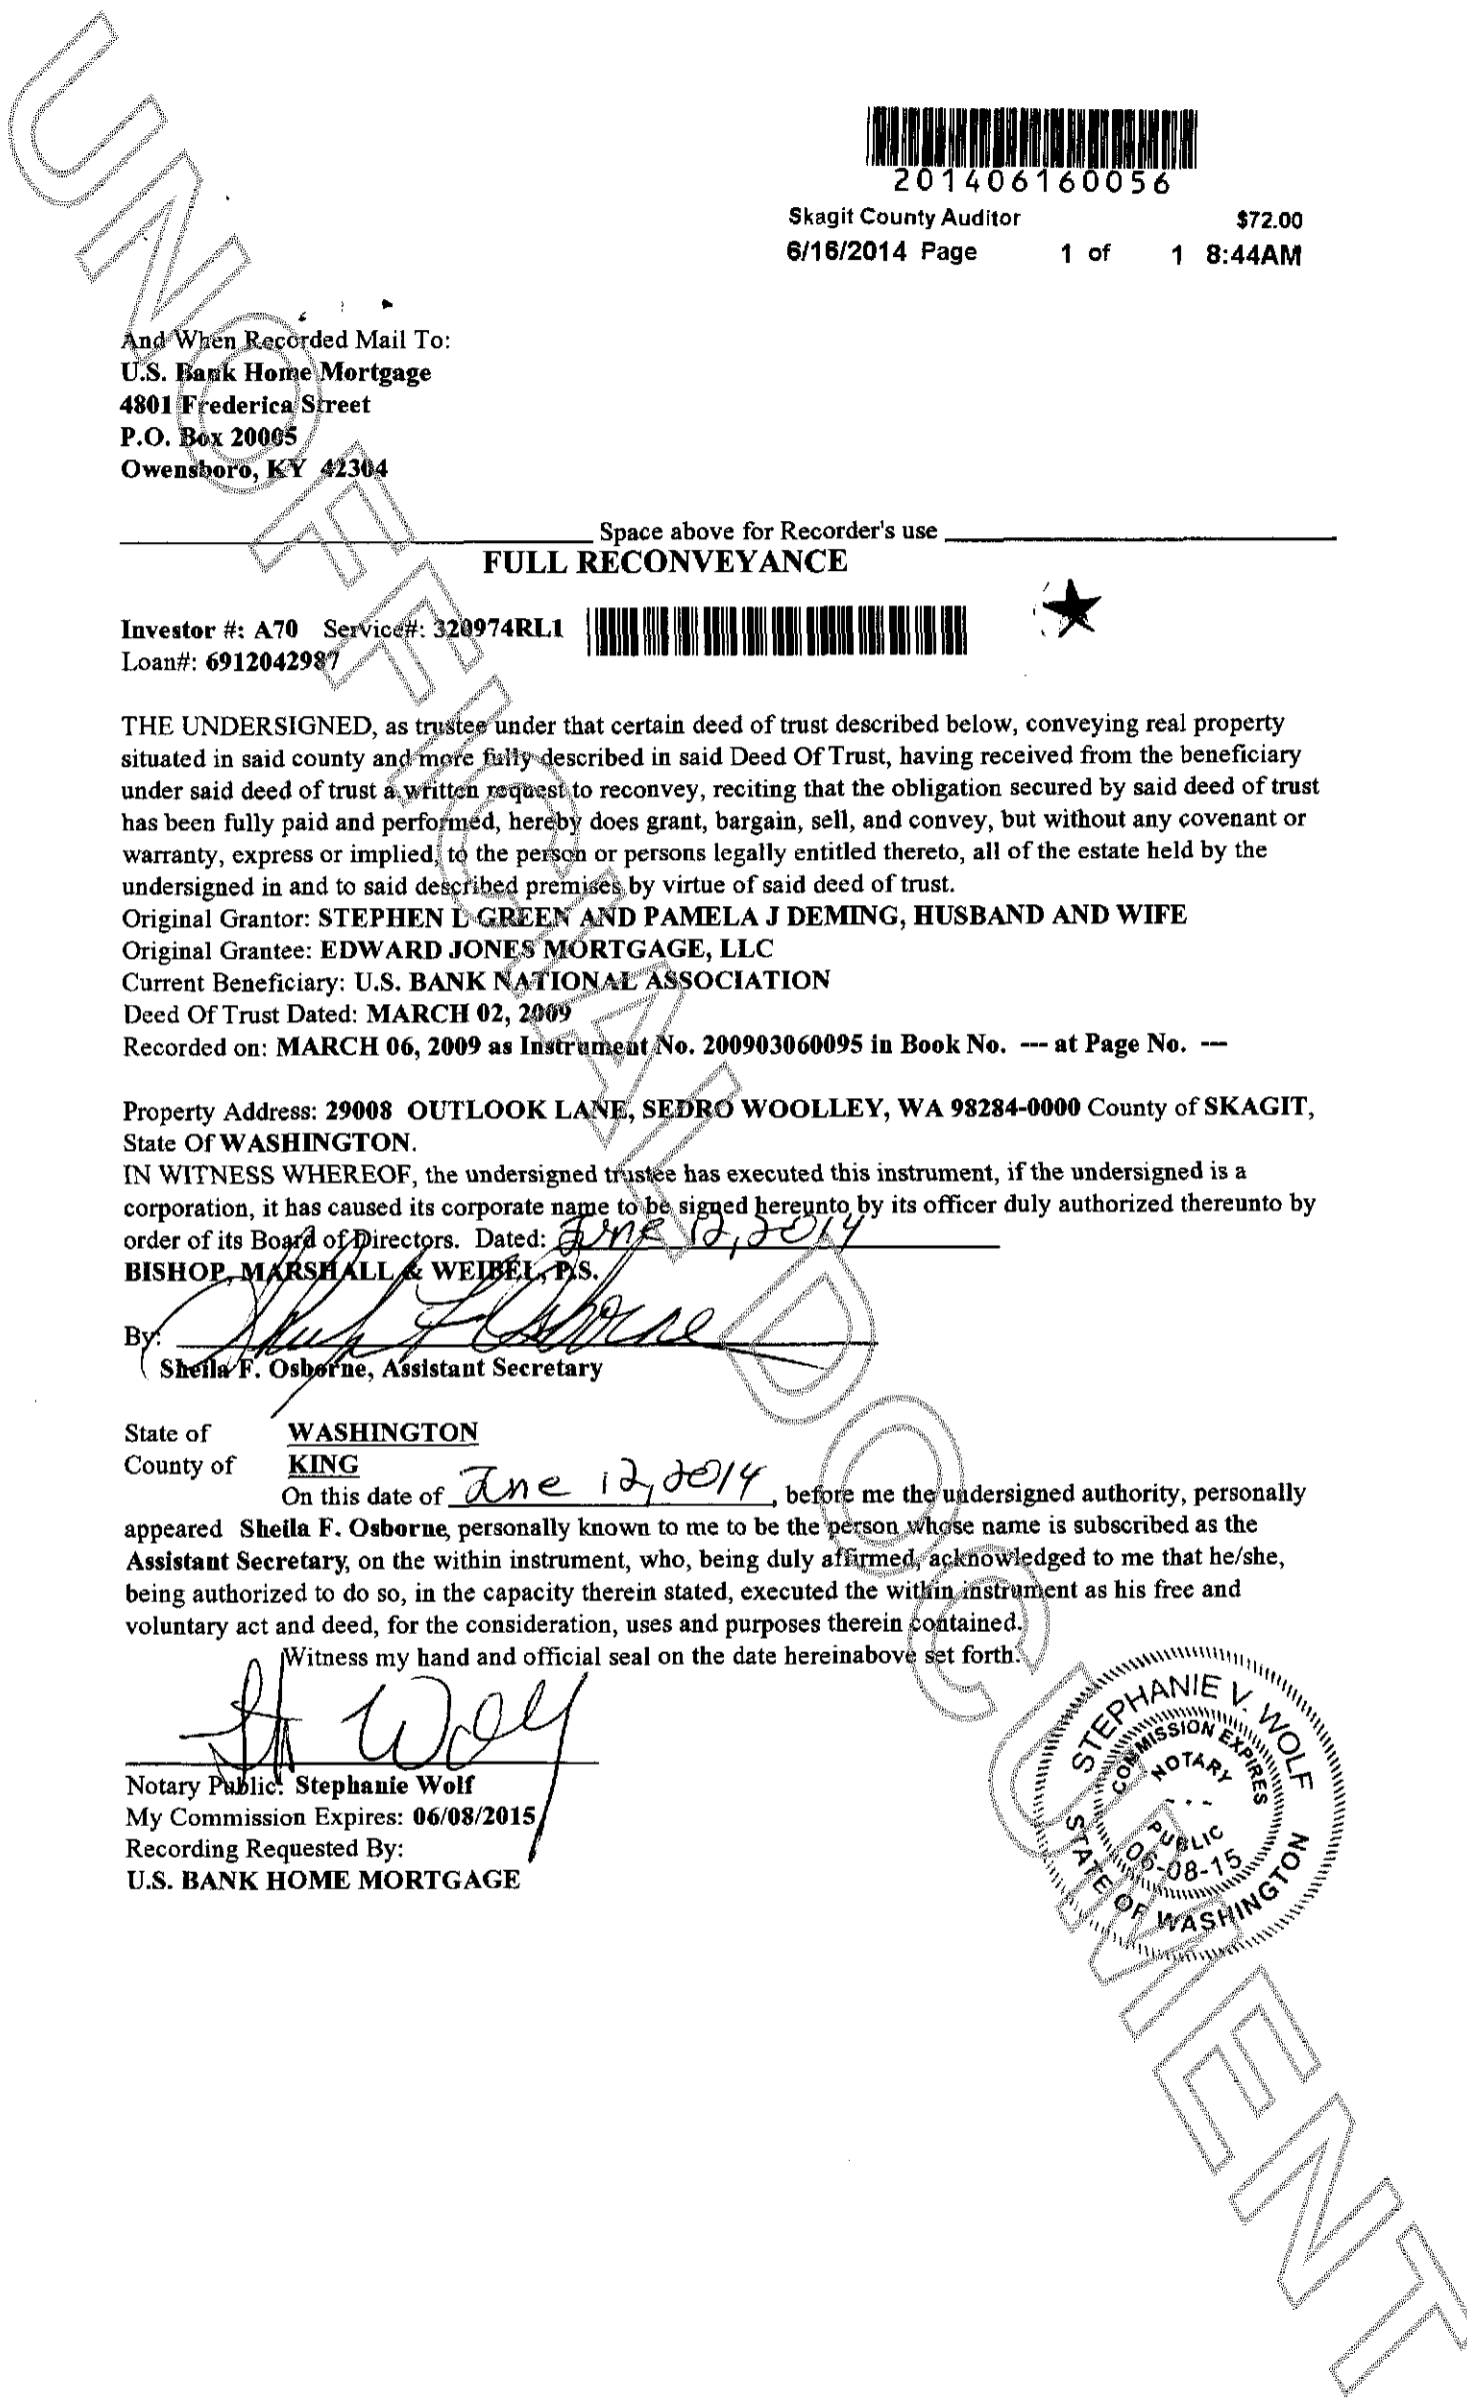 201406160056
Skagit County Auditor $72.00
6/16/2014 Page 1 of 1 8:44AM
And When Recorded Mail To:
U.S. Bank Home Mortgage
4801 Frederica Street
P.O. Box 20005
Owensboro, KY 42304
Space above for Recorder's use
FULL RECONVEYANCE
Investor #: A70 Service#: 320974RL1
Loan#: 6912042987
THE UNDERSIGNED, as trustee under that certain deed of trust described below, conveying real property
situated in said county and more fully described in said Deed Of Trust, having received from the beneficiary
under said deed of trust a written request to reconvey, reciting that the obligation secured by said deed of trust
has been fully paid and performed, hereby does grant, bargain, sell, and convey, but without any covenant or
warranty, express or implied, to the person or persons legally entitled thereto, all of the estate held by the
undersigned in and to said described premises by virtue of said deed of trust.
Original Grantor: STEPHEN L GREEN AND PAMELA J DEMING, HUSBAND AND WIFE
Original Grantee: EDWARD JONES MORTGAGE, LLC
Current Beneficiary: U.S. BANK NATIONAL ASSOCIATION
Deed Of Trust Dated: MARCH 02, 2009
Recorded on: MARCH 06, 2009 as Instrument No. 200903060095 in Book No. --- at Page No. ---
Property Address: 29008 OUTLOOK LANE, SEDRO WOOLLEY, WA 98284-0000 County of SKAGIT,
State Of WASHINGTON.
IN WITNESS WHEREOF, the undersigned trustee has executed this instrument, if the undersigned is a
corporation, it has caused its corporate name to be signed hereunto by its officer duly authorized thereunto by
order of its Board of Directors. Dated: June 12, 2014
BISHOP, MARSHALL & WEIBEL, P.S.
By: Sheila F Osborne
Sheila F. Osborne, Assistant Secretary
State of WASHINGTON
County of KING
On this date of June 12, 2014, before me the undersigned authority, personally
appeared Sheila F. Osborne, personally known to me to be the person whose name is subscribed as the
Assistant Secretary, on the within instrument, who, being duly affirmed, acknowledged to me that he/she,
being authorized to do so, in the capacity therein stated, executed the within instrument as his free and
voluntary act and deed, for the consideration, uses and purposes therein contained.
Witness my hand and official seal on the date hereinabove set forth.
St Wolf
Notary Public: Stephanie Wolf
My Commission Expires: 06/08/2015
Recording Requested By:
U.S. BANK HOME MORTGAGE
STEPHANIE V. WOLF
COMMISSION EXPIRES
NOTARY
PUBLIC
06-08-15
STATE OF WASHINGTON
UNOFFICIAL DOCUMENT